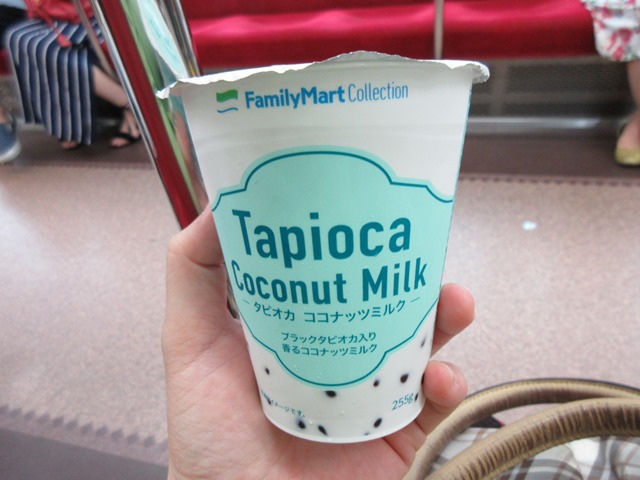 FamilyMart Collection
Tapioca
Coconut Milk
― タピオカ ココナッツミルク ―
ブラックタピオカ入り
香るココナッツミルク
255g